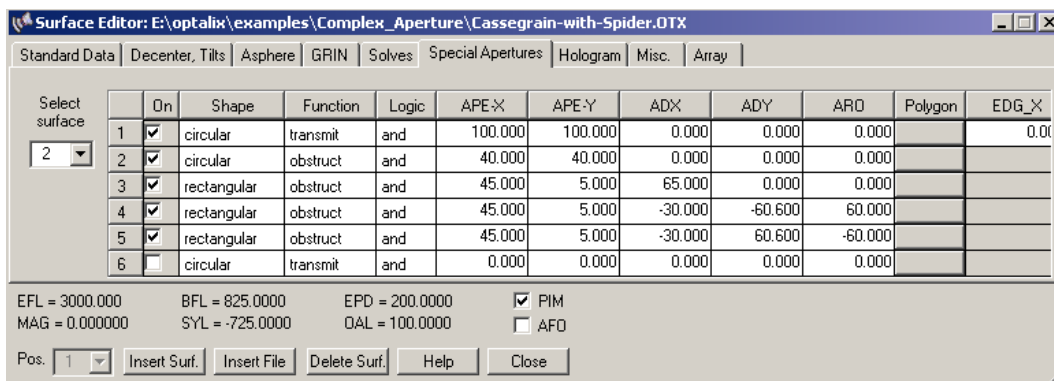 Surface Editor: E:\optalix\examples\Complex_Aperture\Cassegrain-with-Spider.OTX
Standard Data Decenter, Tilts Asphere GRIN Solves Special Apertures Hologram Misc. Array
Select surface
2
On Shape Function Logic APE-X APE-Y ADX ADY ARO Polygon EDG_X
1 circular transmit and 100.000 100.000 0.000 0.000 0.000 0.00
2 circular obstruct and 40.000 40.000 0.000 0.000 0.000
3 rectangular obstruct and 45.000 5.000 65.000 0.000 0.000
4 rectangular obstruct and 45.000 5.000 -30.000 -60.600 60.000
5 rectangular obstruct and 45.000 5.000 -30.000 60.600 -60.000
6 circular transmit and 0.000 0.000 0.000 0.000 0.000
EFL = 3000.000 BFL = 825.0000 EPD = 200.0000 PIM
MAG = 0.000000 SYL = -725.0000 OAL = 100.0000 AFO
Pos. 1 Insert Surf. Insert File Delete Surf. Help Close